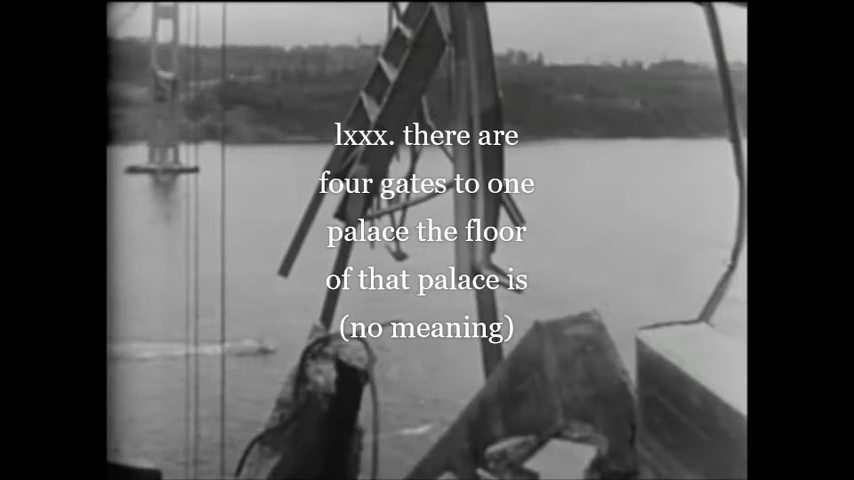 lxxx. there are
four gates to one
palace the floor
of that palace is
(no meaning)